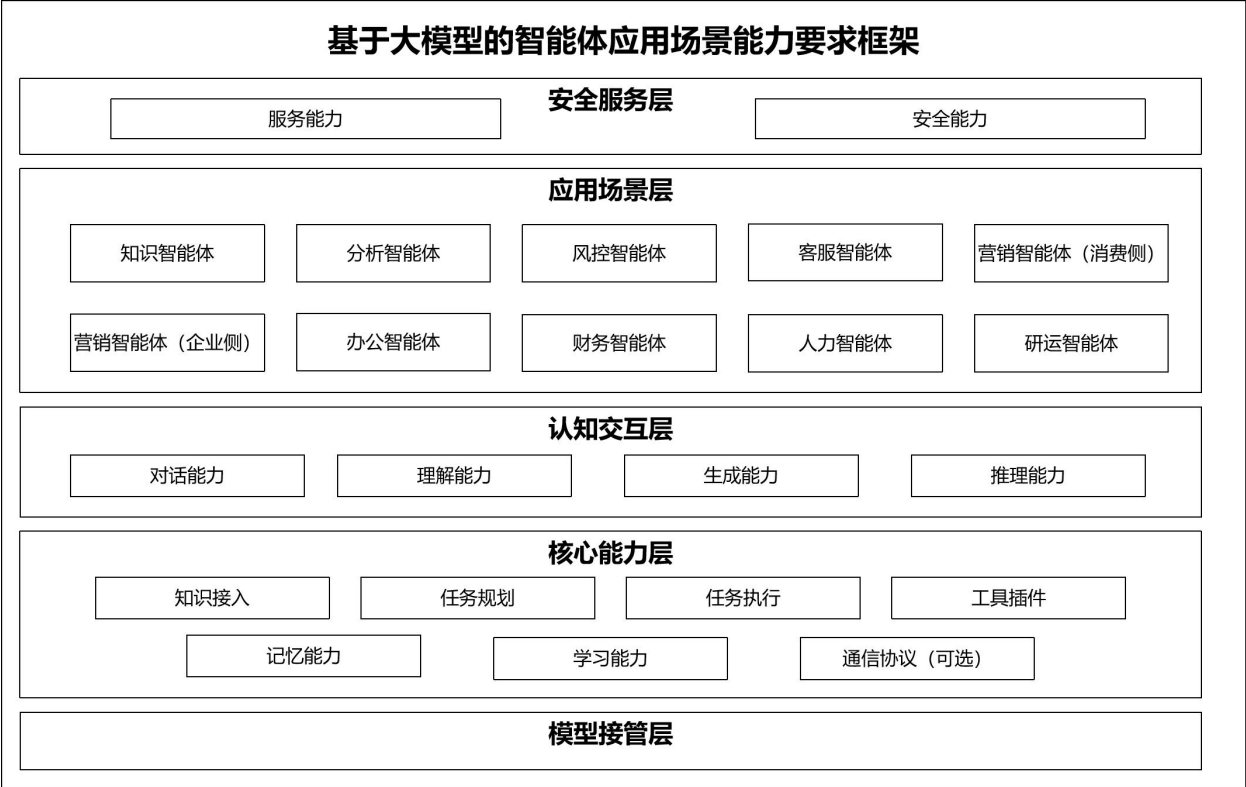 基于大模型的智能体应用场景能力要求框架
安全服务层
服务能力
安全能力
应用场景层
知识智能体
分析智能体
风控智能体
客服智能体
营销智能体（消费侧）
营销智能体（企业侧）
办公智能体
财务智能体
人力智能体
研运智能体
认知交互层
对话能力
理解能力
生成能力
推理能力
核心能力层
知识接入
任务规划
任务执行
工具插件
记忆能力
学习能力
通信协议（可选）
模型接管层